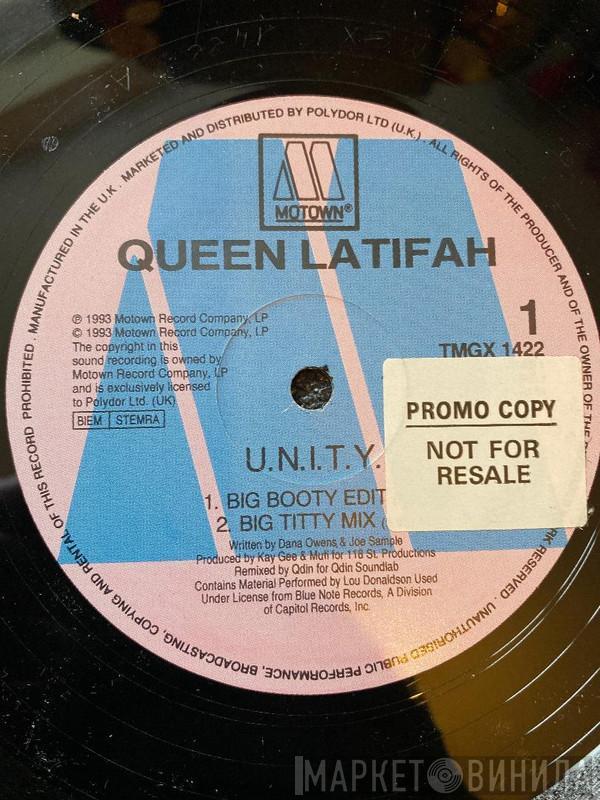 MANUFACTURED IN THE U.K. MARKETED AND DISTRIBUTED BY POLYDOR LTD (U.K.). ALL RIGHTS OF THE PRODUCER AND OF THE OWNER OF THE
MOTOWN®
QUEEN LATIFAH
℗ 1993 Motown Record Company, LP
© 1993 Motown Record Company, LP
The copyright in this
sound recording is owned by
Motown Record Company, LP
and is exclusively licensed
to Polydor Ltd. (UK)
BIEM STEMRA
1
TMGX 1422
PROMO COPY
NOT FOR
RESALE
U.N.I.T.Y.
1. BIG BOOTY EDIT
2. BIG TITTY MIX (
Written by Dana Owens & Joe Sample
Produced by Kay Gee & Mufi for 118 St. Productions
Remixed by Qdin for Qdin Soundlab
Contains Material Performed by Lou Donaldson Used
Under License from Blue Note Records, A Division
of Capitol Records, Inc.
RESERVED. UNAUTHORISED PUBLIC PERFORMANCE, BROADCASTING, COPYING AND RENTAL OF THIS RECORD PROHIBITED.
МАРКЕТ ВИНИЛ